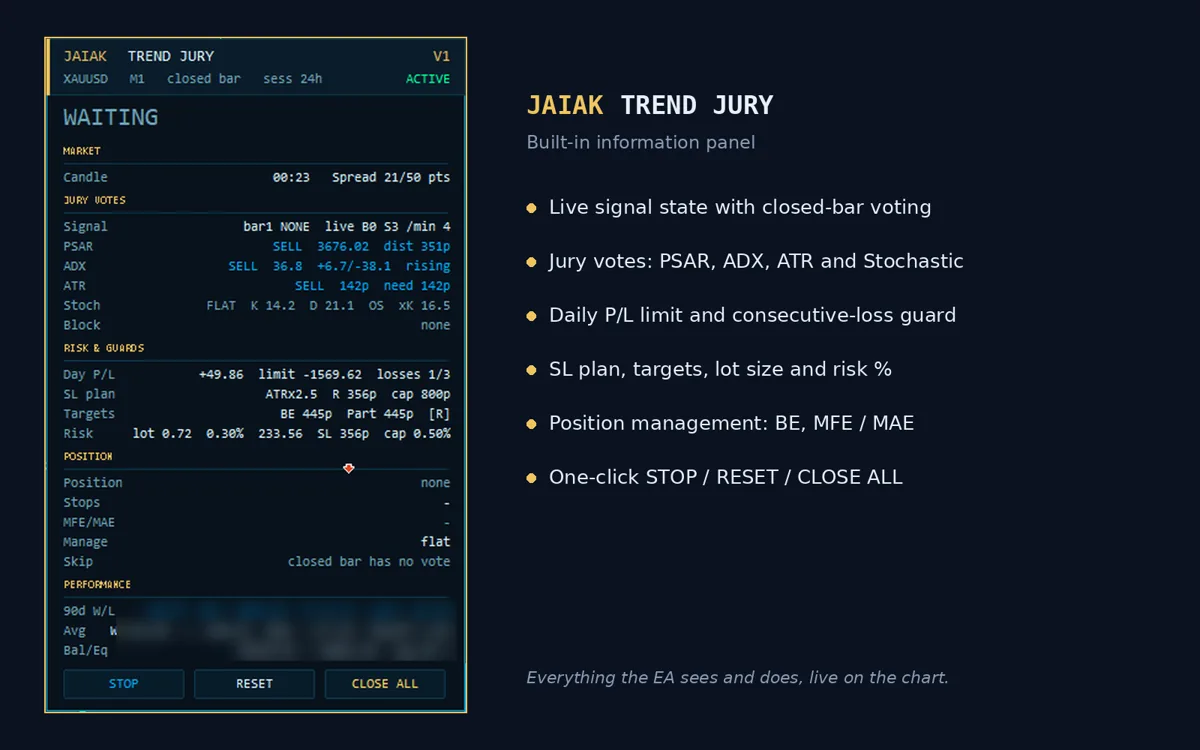 JAIAK TREND JURY V1
XAUUSD M1 closed bar sess 24h ACTIVE
WAITING
MARKET
Candle 00:23 Spread 21/50 pts
JURY VOTES
Signal bar1 NONE live B0 S3 /min 4
PSAR SELL 3676.02 dist 351p
ADX SELL 36.8 +6.7/-38.1 rising
ATR SELL 142p need 142p
Stoch FLAT K 14.2 D 21.1 OS xK 16.5
Block none
RISK & GUARDS
Day P/L +49.86 limit -1569.62 losses 1/3
SL plan ATRx2.5 R 356p cap 800p
Targets BE 445p Part 445p [R]
Risk lot 0.72 0.30% 233.56 SL 356p cap 0.50%
POSITION
Position none
Stops -
MFE/MAE -
Manage flat
Skip closed bar has no vote
PERFORMANCE
90d W/L
Avg
Bal/Eq
STOP RESET CLOSE ALL
JAIAK TREND JURY
Built-in information panel
Live signal state with closed-bar voting
Jury votes: PSAR, ADX, ATR and Stochastic
Daily P/L limit and consecutive-loss guard
SL plan, targets, lot size and risk %
Position management: BE, MFE / MAE
One-click STOP / RESET / CLOSE ALL
Everything the EA sees and does, live on the chart.